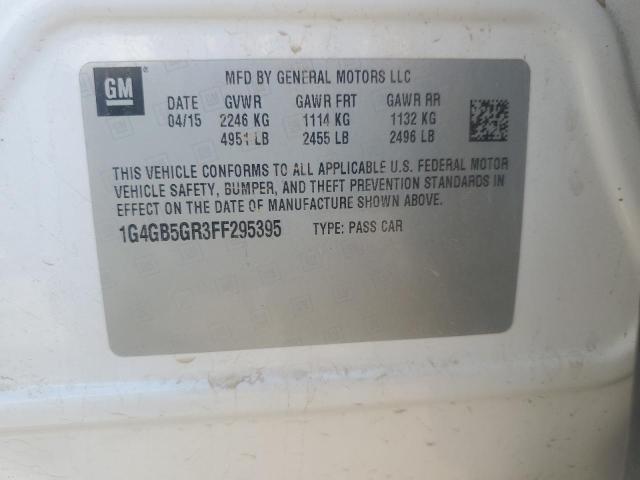 GM
MFD BY GENERAL MOTORS LLC
DATE GVWR GAWR FRT GAWR RR
04/15 2246 KG 1114 KG 1132 KG
4951 LB 2455 LB 2496 LB
THIS VEHICLE CONFORMS TO ALL APPLICABLE U.S. FEDERAL MOTOR
VEHICLE SAFETY, BUMPER, AND THEFT PREVENTION STANDARDS IN
EFFECT ON THE DATE OF MANUFACTURE SHOWN ABOVE.
1G4GB5GR3FF295395 TYPE: PASS CAR